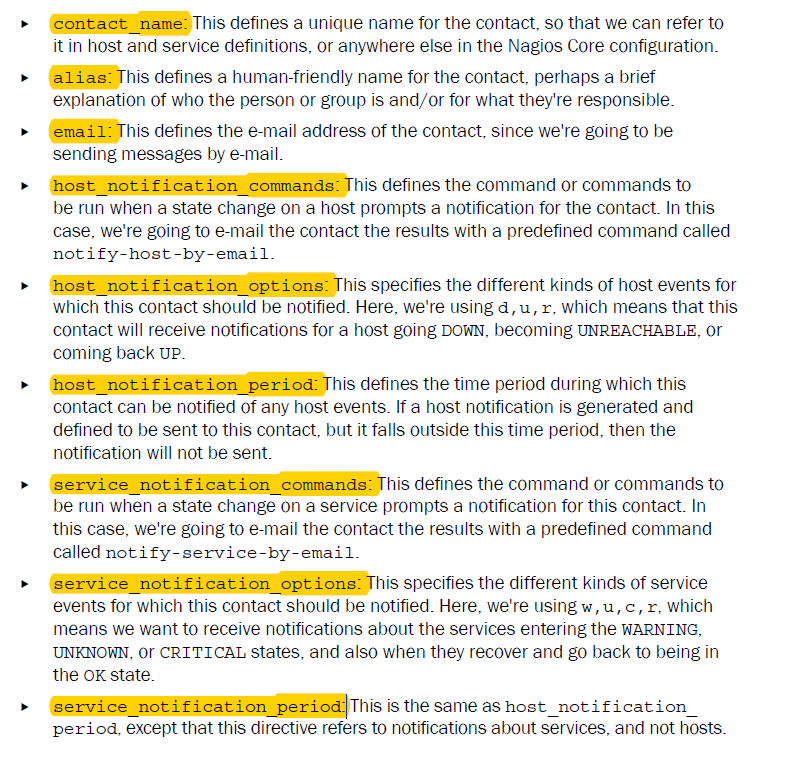 ► contact_name: This defines a unique name for the contact, so that we can refer to
it in host and service definitions, or anywhere else in the Nagios Core configuration.
► alias: This defines a human-friendly name for the contact, perhaps a brief
explanation of who the person or group is and/or for what they're responsible.
► email: This defines the e-mail address of the contact, since we're going to be
sending messages by e-mail.
► host_notification_commands: This defines the command or commands to
be run when a state change on a host prompts a notification for the contact. In this
case, we're going to e-mail the contact the results with a predefined command called
notify-host-by-email.
► host_notification_options: This specifies the different kinds of host events for
which this contact should be notified. Here, we're using d,u,r, which means that this
contact will receive notifications for a host going DOWN, becoming UNREACHABLE, or
coming back UP.
► host_notification_period: This defines the time period during which this
contact can be notified of any host events. If a host notification is generated and
defined to be sent to this contact, but it falls outside this time period, then the
notification will not be sent.
► service_notification_commands: This defines the command or commands to
be run when a state change on a service prompts a notification for this contact. In
this case, we're going to e-mail the contact the results with a predefined command
called notify-service-by-email.
► service_notification_options: This specifies the different kinds of service
events for which this contact should be notified. Here, we're using w,u,c,r, which
means we want to receive notifications about the services entering the WARNING,
UNKNOWN, or CRITICAL states, and also when they recover and go back to being in
the OK state.
► service_notification_period: This is the same as host_notification_
period, except that this directive refers to notifications about services, and not hosts.